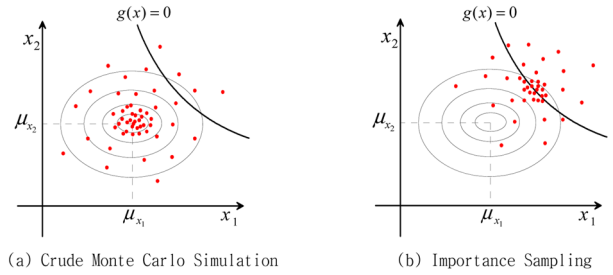 g(x)=0
x₂
μₓ₂
μₓ₁
x₁
(a) Crude Monte Carlo Simulation
g(x)=0
x₂
μₓ₂
μₓ₁
x₁
(b) Importance Sampling